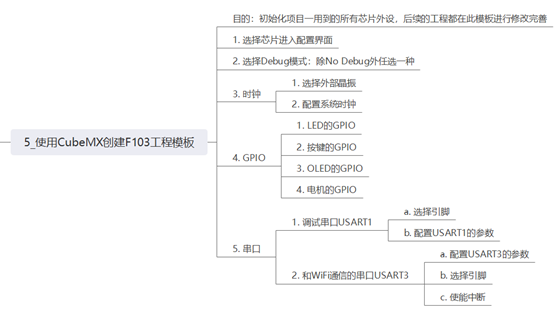 5_使用CubeMX创建F103工程模板
目的：初始化项目一用到的所有芯片外设，后续的工程都在此模板进行修改完善
1. 选择芯片进入配置界面
2. 选择Debug模式：除No Debug外任选一种
3. 时钟
1. 选择外部晶振
2. 配置系统时钟
4. GPIO
1. LED的GPIO
2. 按键的GPIO
3. OLED的GPIO
4. 电机的GPIO
5. 串口
1. 调试串口USART1
a. 选择引脚
b. 配置USART1的参数
2. 和WiFi通信的串口USART3
a. 配置USART3的参数
b. 选择引脚
c. 使能中断